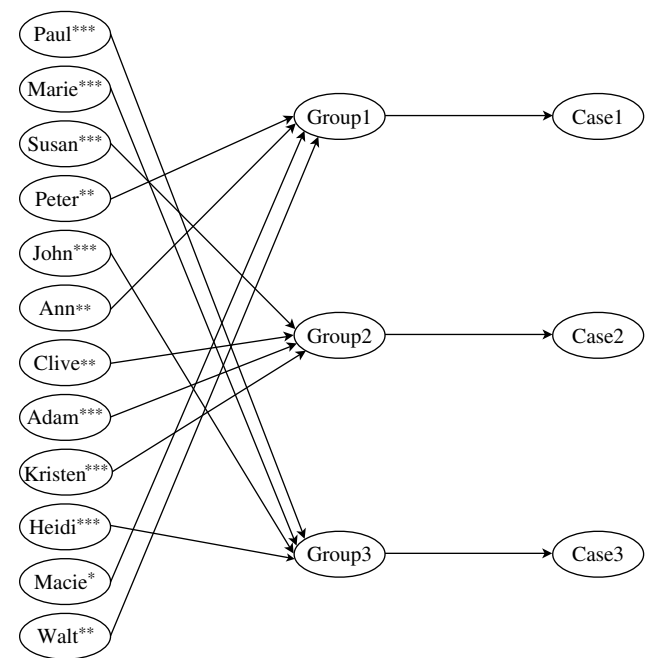 Paul***
Marie***
Susan***
Peter**
John***
Ann**
Clive**
Adam***
Kristen***
Heidi***
Macie*
Walt**
Group1
Group2
Group3
Case1
Case2
Case3